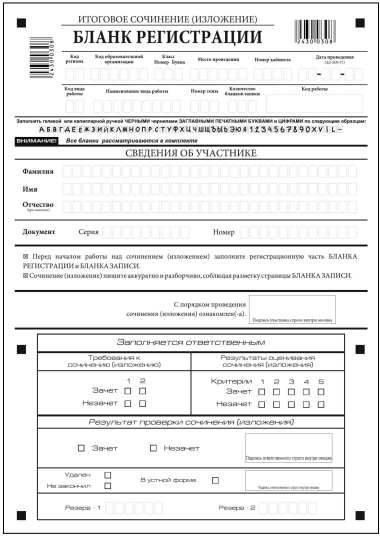 ИТОГОВОЕ СОЧИНЕНИЕ (ИЗЛОЖЕНИЕ)
БЛАНК РЕГИСТРАЦИИ
Код региона
Код образовательной организации
Класс
Номер Буква
Место проведения
Номер кабинета
Дата проведения
(ДД-ММ-ГГ)
Код вида работы
Наименование вида работы
Номер темы
Количество бланков записи
Код работы
Заполнять гелевой или капиллярной ручкой ЧЕРНЫМИ чернилами ЗАГЛАВНЫМИ ПЕЧАТНЫМИ БУКВАМИ и ЦИФРАМИ по следующим образцам:
АБВГДЕЁЖЗИЙКЛМНОПРСТУФХЦЧШЩЪЫЬЭЮЯ1234567890XVIL-
ВНИМАНИЕ! Все бланки рассматриваются в комплекте
СВЕДЕНИЯ ОБ УЧАСТНИКЕ
Фамилия
Имя
Отчество
(при наличии)
Документ Серия Номер
Перед началом работы над сочинением (изложением) заполните регистрационную часть БЛАНКА
РЕГИСТРАЦИИ и БЛАНКА ЗАПИСИ.
Сочинение (изложение) пишите аккуратно и разборчиво, соблюдая разметку страницы БЛАНКА ЗАПИСИ.
С порядком проведения
сочинения (изложения) ознакомлен(-а).
Подпись участника строго внутри окошка
Заполняется ответственным
Требования к
сочинению (изложению)
Результаты оценивания
сочинения (изложения)
1 2
Критерии 1 2 3 4 5
Зачет
Зачет
Незачет
Незачет
Результат проверки сочинения (изложения)
Зачет Незачет
Подпись ответственного строго внутри окошка
Удален
Не закончил
В устной форме
Подпись ответственного строго внутри окошка
Резерв - 1 Резерв - 2